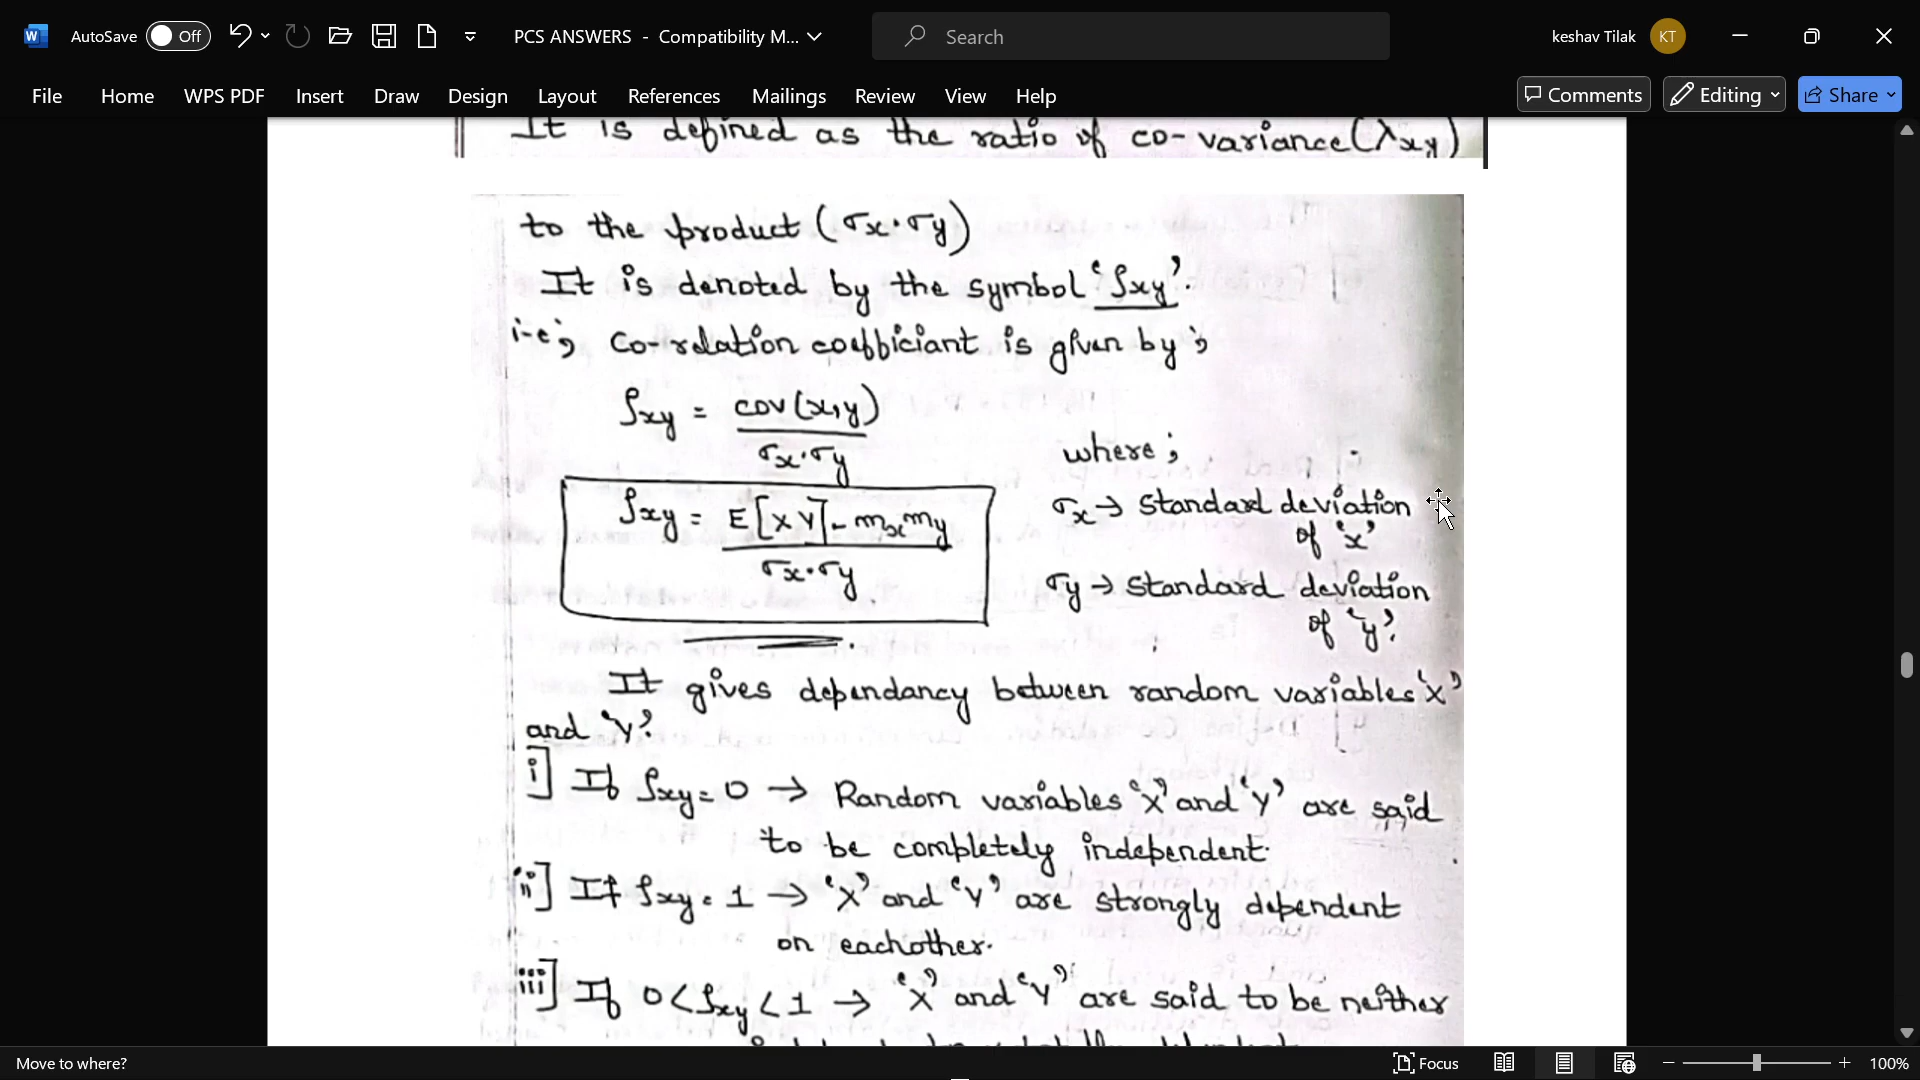 AutoSave Off PCS ANSWERS - Compatibility M... Search keshav Tilak KT
File Home WPS PDF Insert Draw Design Layout References Mailings Review View Help Comments Editing Share
It is defined as the ratio of co-variance(λxy)
to the product (σx·σy)
It is denoted by the symbol 'ρxy'.
i-e; co-relation coefficiant is given by;
ρxy = cov(x,y)
σx·σy
where;
ρxy = E[XY]-mxmy
σx·σy
σx→ standard deviation
of 'x'
σy→ standard deviation
of 'y'.
It gives dependancy between random variables 'X'
and 'Y'.
i] If ρxy=0 → Random variables 'X' and 'Y' are said
to be completely independent.
ii] If ρxy=1 → 'X' and 'Y' are strongly dependent
on eachother.
iii] If 0<ρxy<1 → 'X' and 'Y' are said to be neither
Move to where? Focus 100%